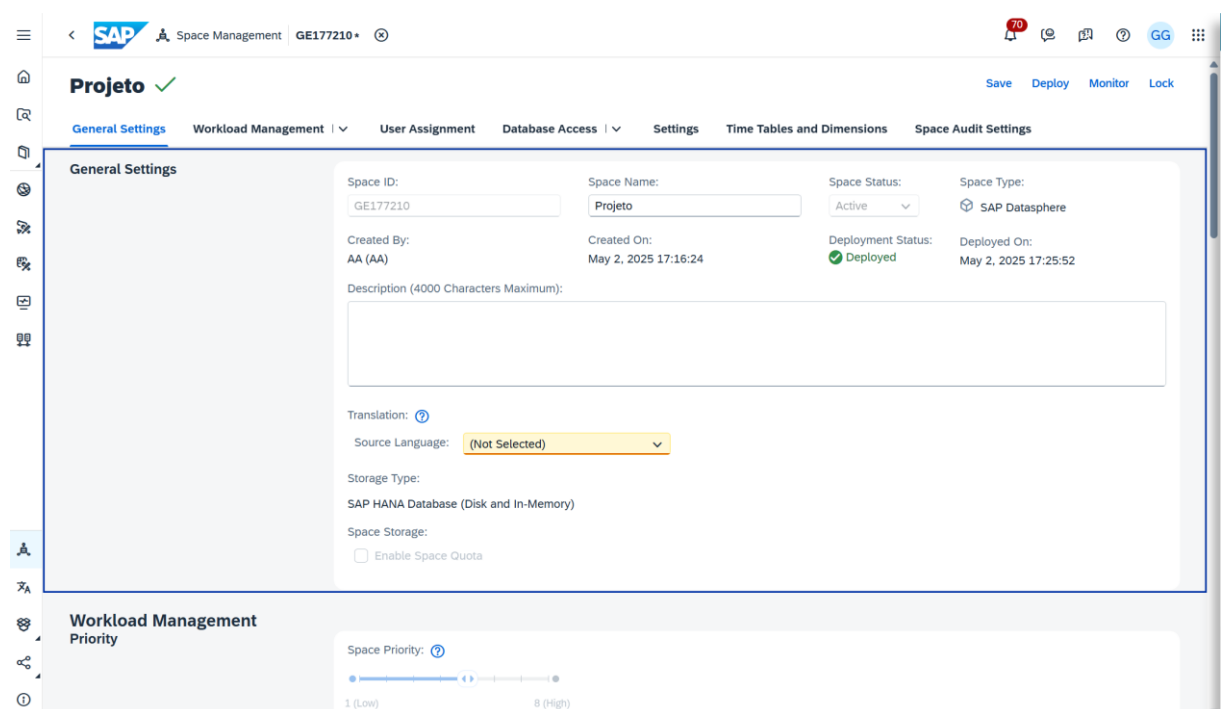 SAP Space Management GE177210* 70 GG
Projeto Save Deploy Monitor Lock
General Settings Workload Management User Assignment Database Access Settings Time Tables and Dimensions Space Audit Settings
General Settings
Space ID: Space Name: Space Status: Space Type:
GE177210 Projeto Active SAP Datasphere
Created By: Created On: Deployment Status: Deployed On:
AA (AA) May 2, 2025 17:16:24 Deployed May 2, 2025 17:25:52
Description (4000 Characters Maximum):
Translation:
Source Language: (Not Selected)
Storage Type:
SAP HANA Database (Disk and In-Memory)
Space Storage:
Enable Space Quota
Workload Management
Priority
Space Priority:
1 (Low) 8 (High)